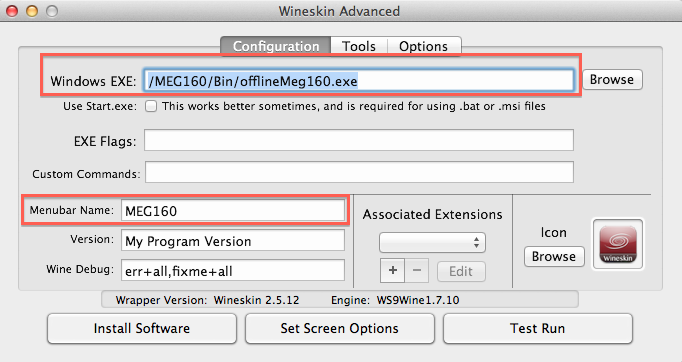 Wineskin Advanced
Configuration Tools Options
Windows EXE: /MEG160/Bin/offlineMeg160.exe Browse
Use Start.exe: This works better sometimes, and is required for using .bat or .msi files
EXE Flags:
Custom Commands:
Menubar Name: MEG160
Version: My Program Version
Wine Debug: err+all,fixme+all
Associated Extensions
+ − Edit
Icon
Browse
Wineskin
Wrapper Version: Wineskin 2.5.12 Engine: WS9Wine1.7.10
Install Software Set Screen Options Test Run